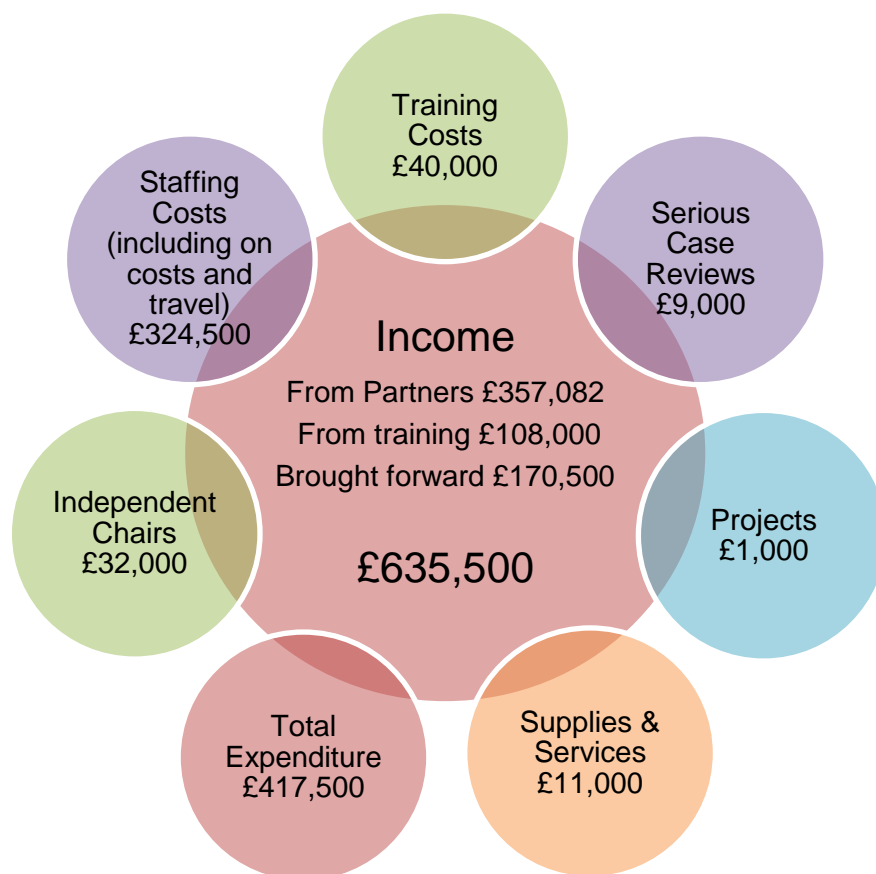 Training
Costs
£40,000
Serious
Case
Reviews
£9,000
Projects
£1,000
Supplies &
Services
£11,000
Total
Expenditure
£417,500
Independent
Chairs
£32,000
Staffing
Costs
(including on
costs and
travel)
£324,500
Income
From Partners £357,082
From training £108,000
Brought forward £170,500
£635,500